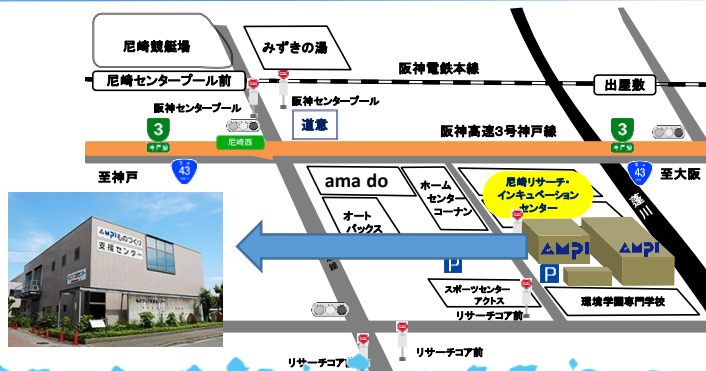 尼崎競艇場
みずきの湯
尼崎センタープール前
阪神電鉄本線
出屋敷
阪神センタープール
阪神センタープール
道意
3
神戸線
尼崎西
阪神高速3号神戸線
3
神戸線
至神戸
43
43
至大阪
ama do
ホーム
センター
コーナン
尼崎リサーチ・
インキュベーション
センター
蓬川
オート
バックス
AMPI
AMPI
AMPIものづくり
支援センター
P
P
スポーツセンター
アクトス
環境学園専門学校
リサーチコア前
リサーチコア前
リサーチコア前